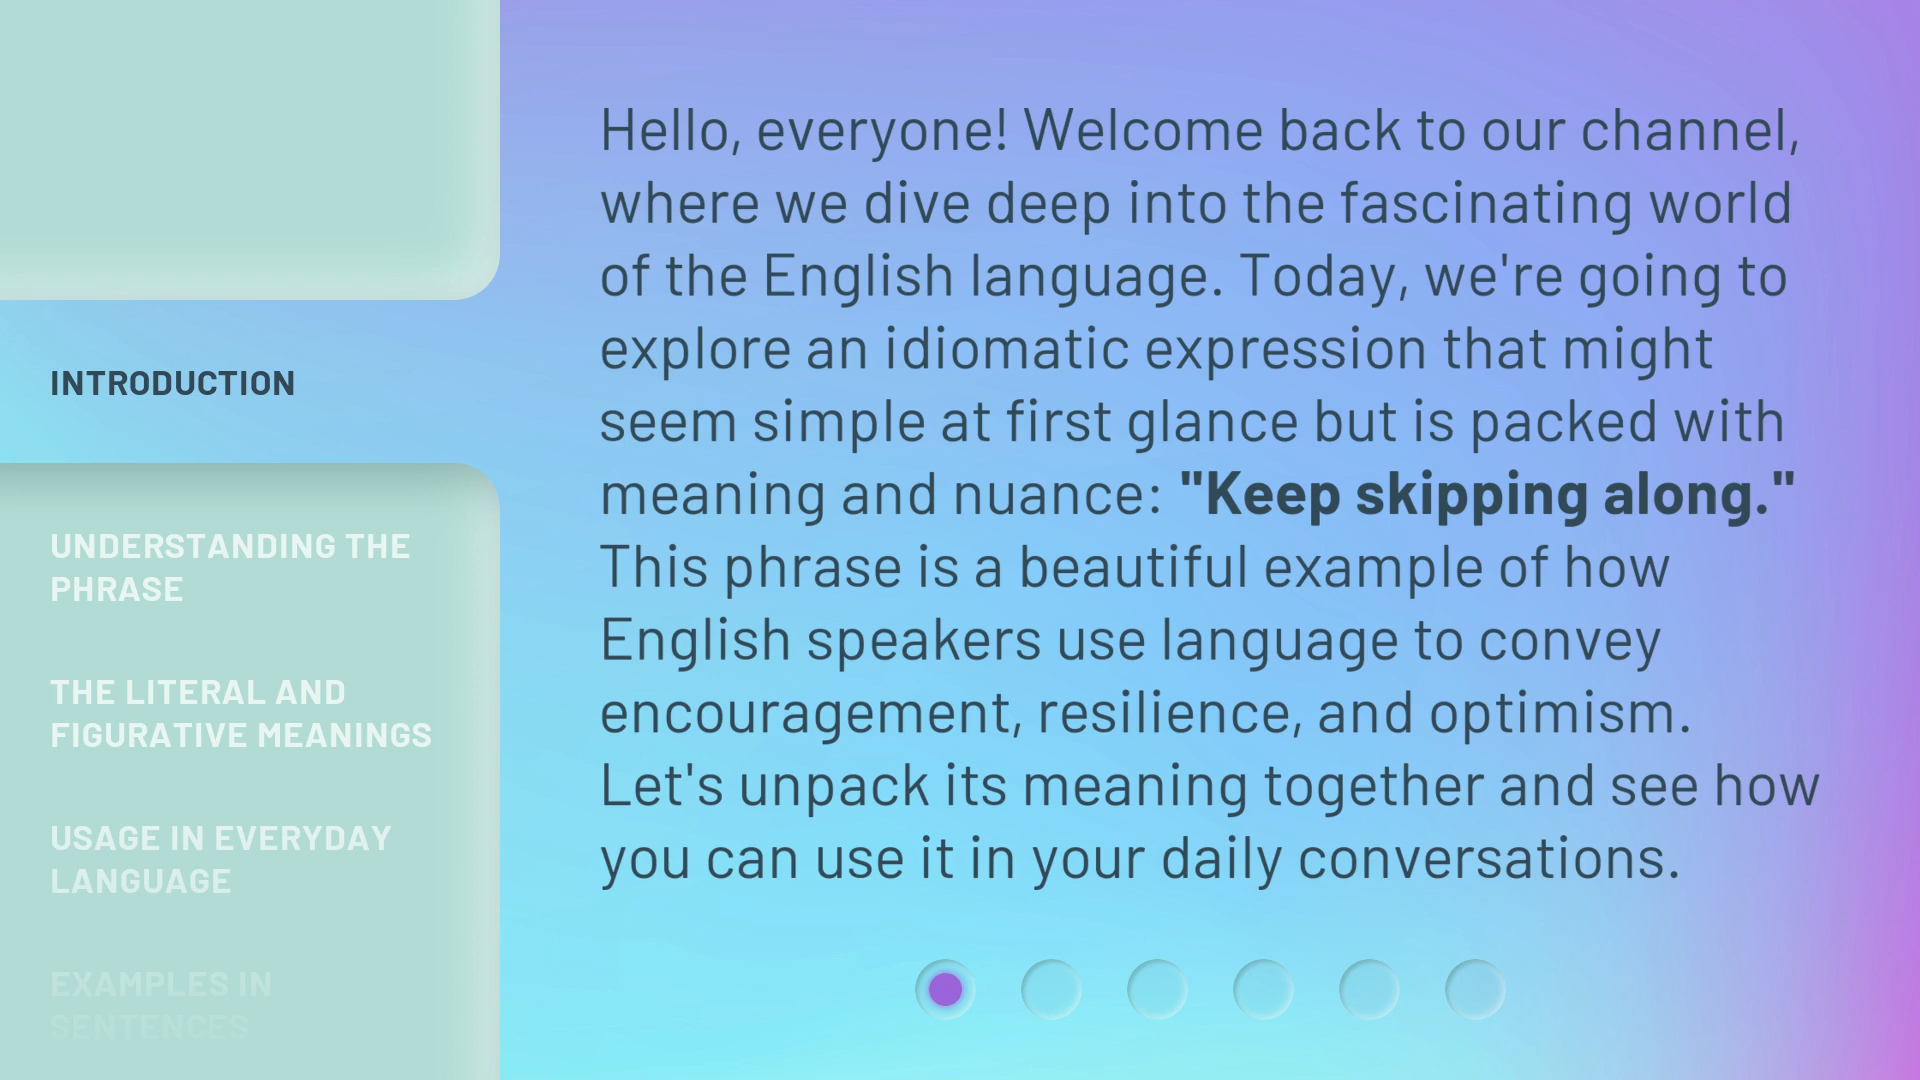 INTRODUCTION
UNDERSTANDING THE
PHRASE
THE LITERAL AND
FIGURATIVE MEANINGS
USAGE IN EVERYDAY
LANGUAGE
EXAMPLES IN
SENTENCES
Hello, everyone! Welcome back to our channel,
where we dive deep into the fascinating world
of the English language. Today, we're going to
explore an idiomatic expression that might
seem simple at first glance but is packed with
meaning and nuance: "Keep skipping along."
This phrase is a beautiful example of how
English speakers use language to convey
encouragement, resilience, and optimism.
Let's unpack its meaning together and see how
you can use it in your daily conversations.